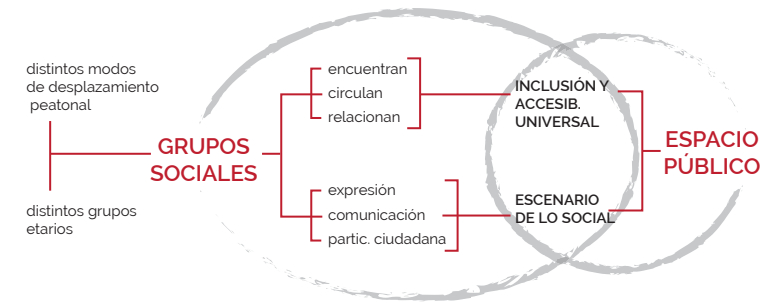 distintos modos
de desplazamiento
peatonal
distintos grupos
etarios
GRUPOS
SOCIALES
encuentran
circulan
relacionan
expresión
comunicación
partic. ciudadana
INCLUSIÓN Y
ACCESIB.
UNIVERSAL
ESCENARIO
DE LO SOCIAL
ESPACIO
PÚBLICO